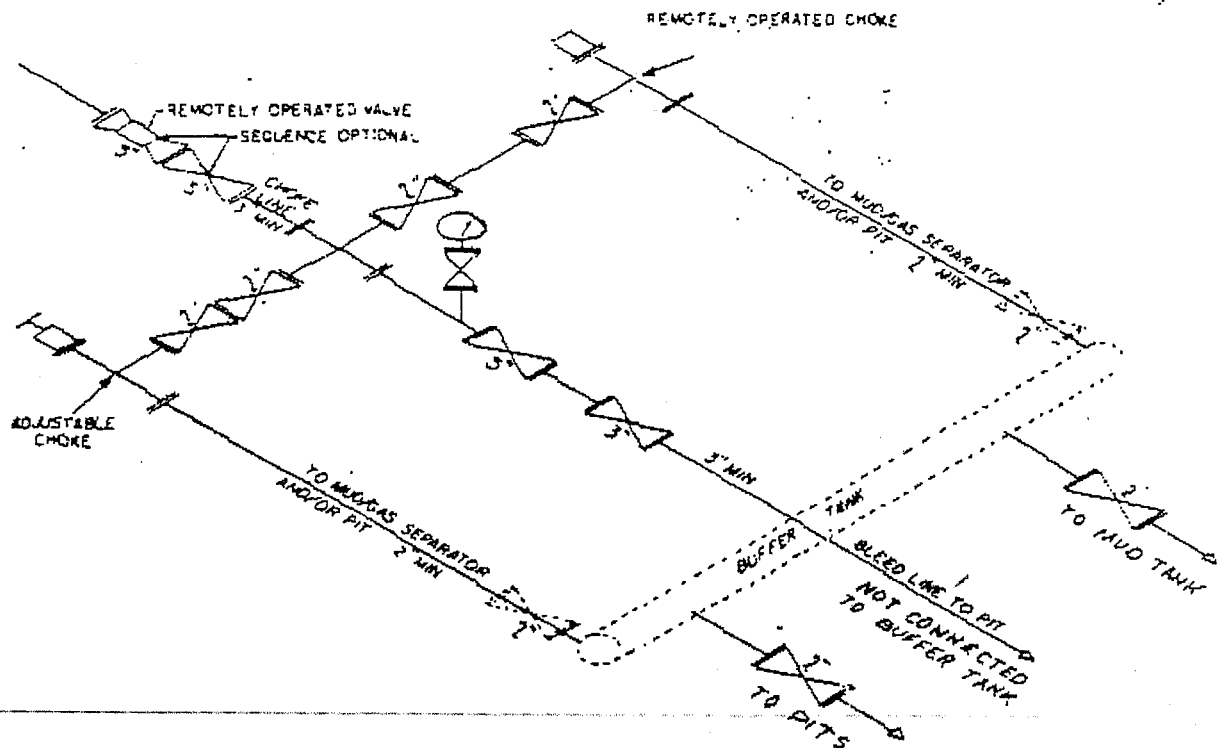 REMOTELY OPERATED CHOKE
REMOTELY OPERATED VALVE
SEQUENCE OPTIONAL
3"
3"
CHOKE
LINE
3 MIN
2"
2"
2"
2"
ADJUSTABLE
CHOKE
3"
3"
3" MIN
TO MUD/GAS SEPARATOR
AND/OR PIT
2" MIN
2"
TO MUD/GAS SEPARATOR
AND/OR PIT
2" MIN
2"
BUFFER TANK
BLEED LINE TO PIT
NOT CONNECTED
TO BUFFER TANK
2"
TO MUD TANK
2"
TO PITS